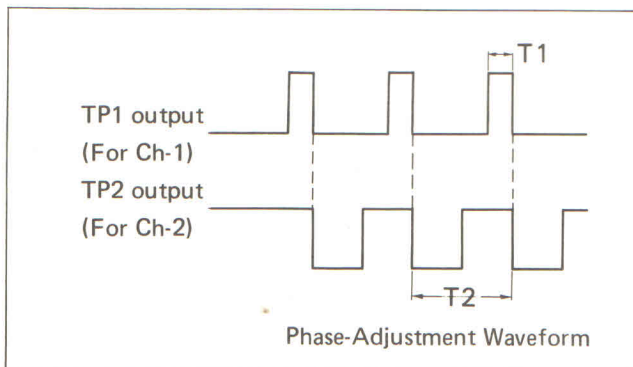 T1
TP1 output
(For Ch-1)
TP2 output
(For Ch-2)
T2
Phase-Adjustment Waveform